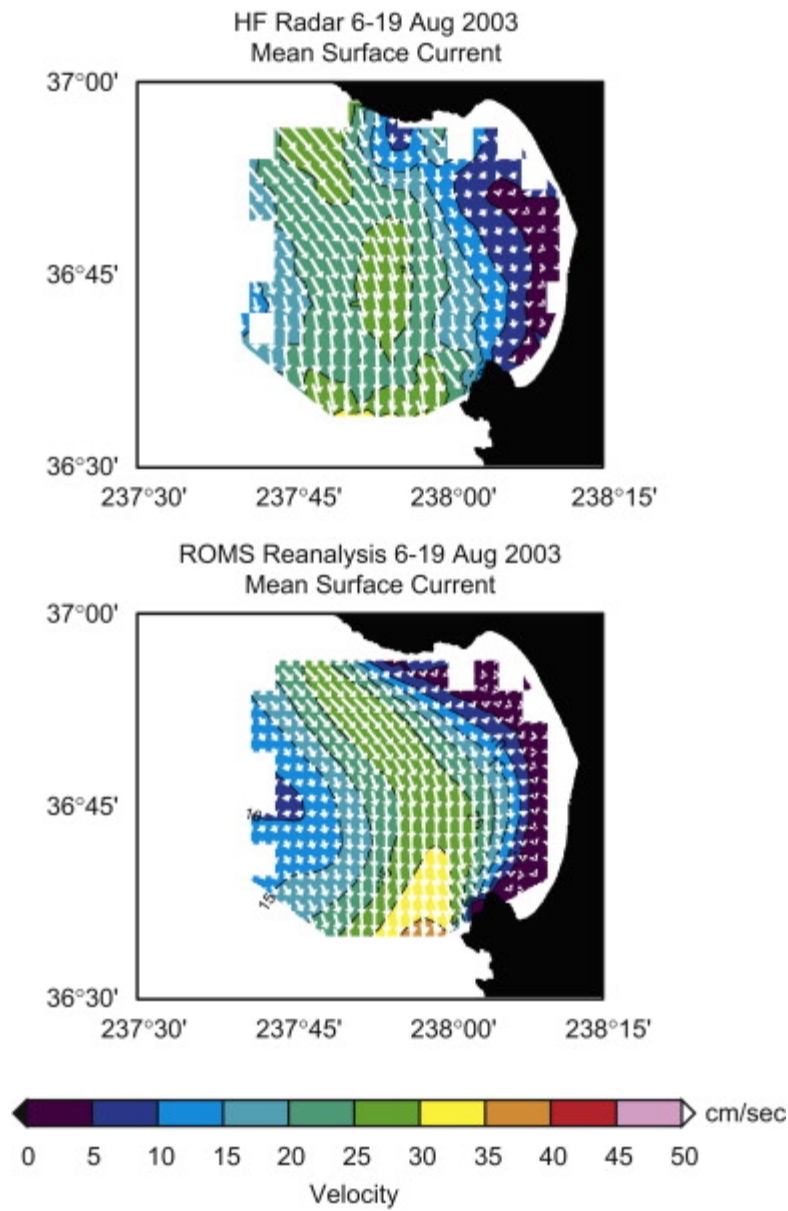 HF Radar 6-19 Aug 2003
Mean Surface Current
37°00'
36°45'
36°30'
237°30' 237°45' 238°00' 238°15'
ROMS Reanalysis 6-19 Aug 2003
Mean Surface Current
37°00'
36°45'
10
15
36°30'
237°30' 237°45' 238°00' 238°15'
cm/sec
0 5 10 15 20 25 30 35 40 45 50
Velocity